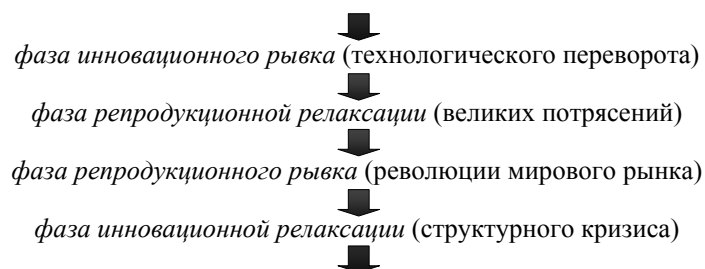 фаза инновационного рывка (технологического переворота)
фаза репродукционной релаксации (великих потрясений)
фаза репродукционного рывка (революции мирового рынка)
фаза инновационной релаксации (структурного кризиса)